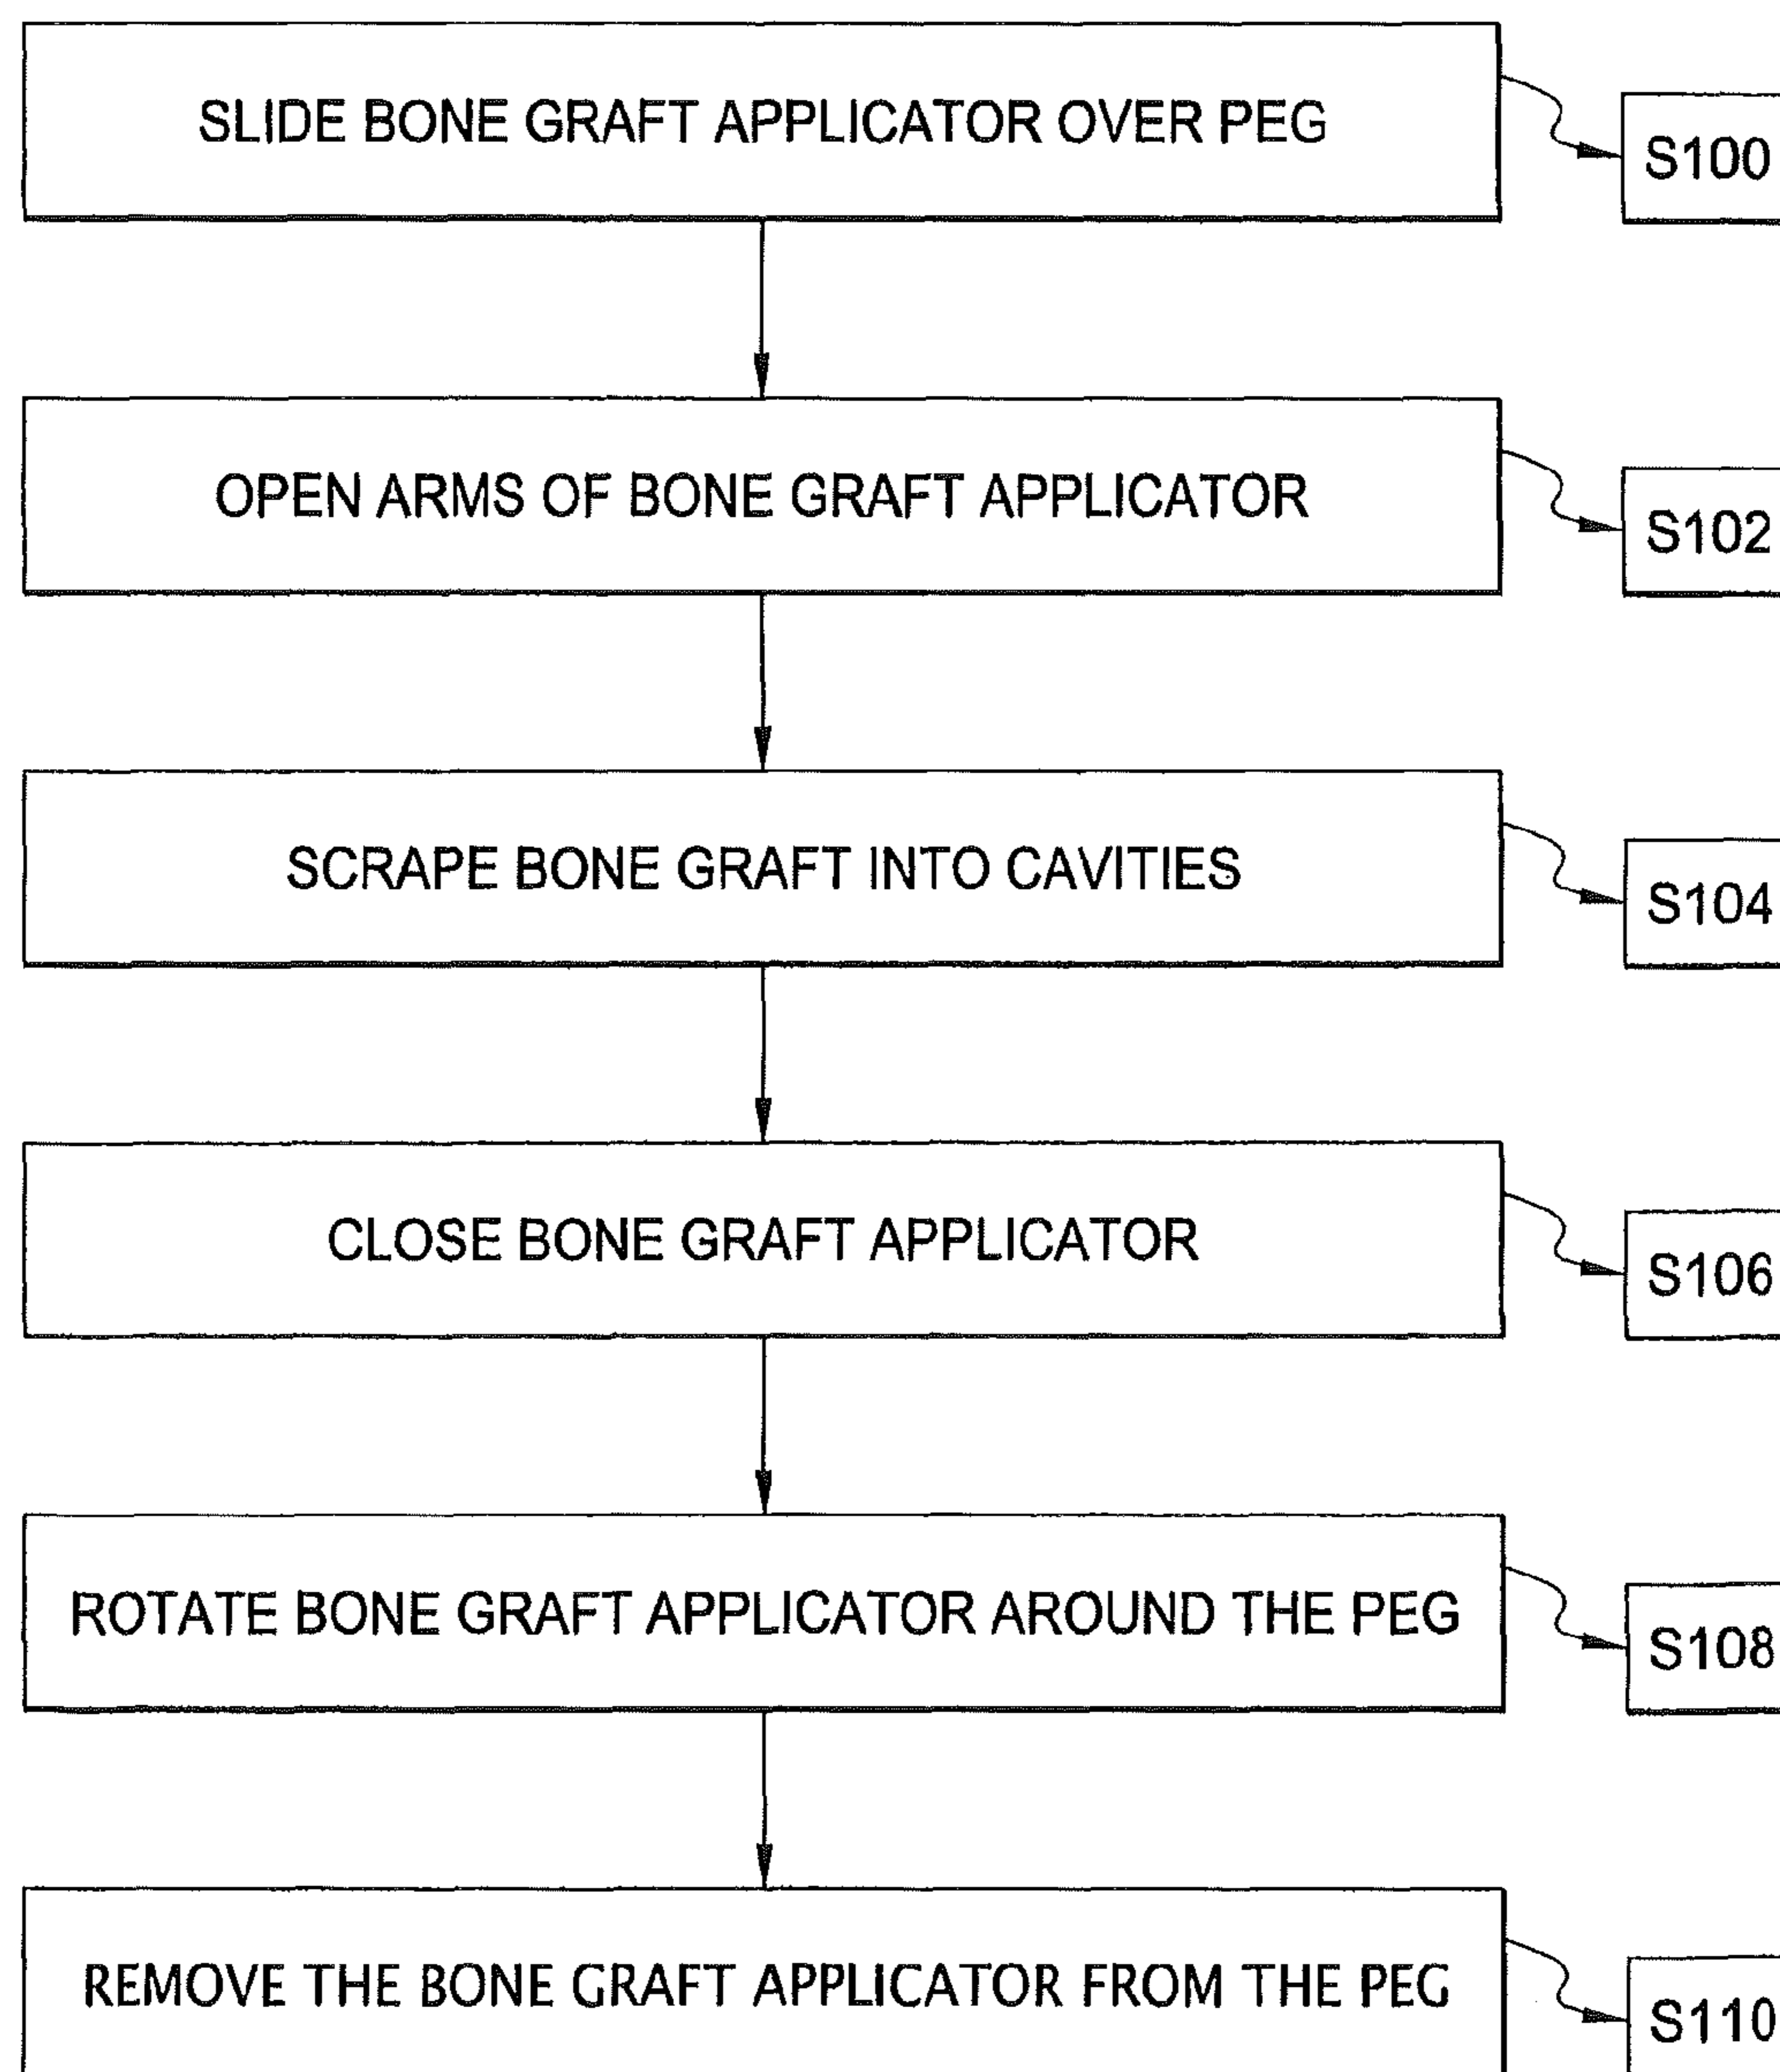 SLIDE BONE GRAFT APPLICATOR OVER PEG
S100
OPEN ARMS OF BONE GRAFT APPLICATOR
S102
SCRAPE BONE GRAFT INTO CAVITIES
S104
CLOSE BONE GRAFT APPLICATOR
S106
ROTATE BONE GRAFT APPLICATOR AROUND THE PEG
S108
REMOVE THE BONE GRAFT APPLICATOR FROM THE PEG
S110